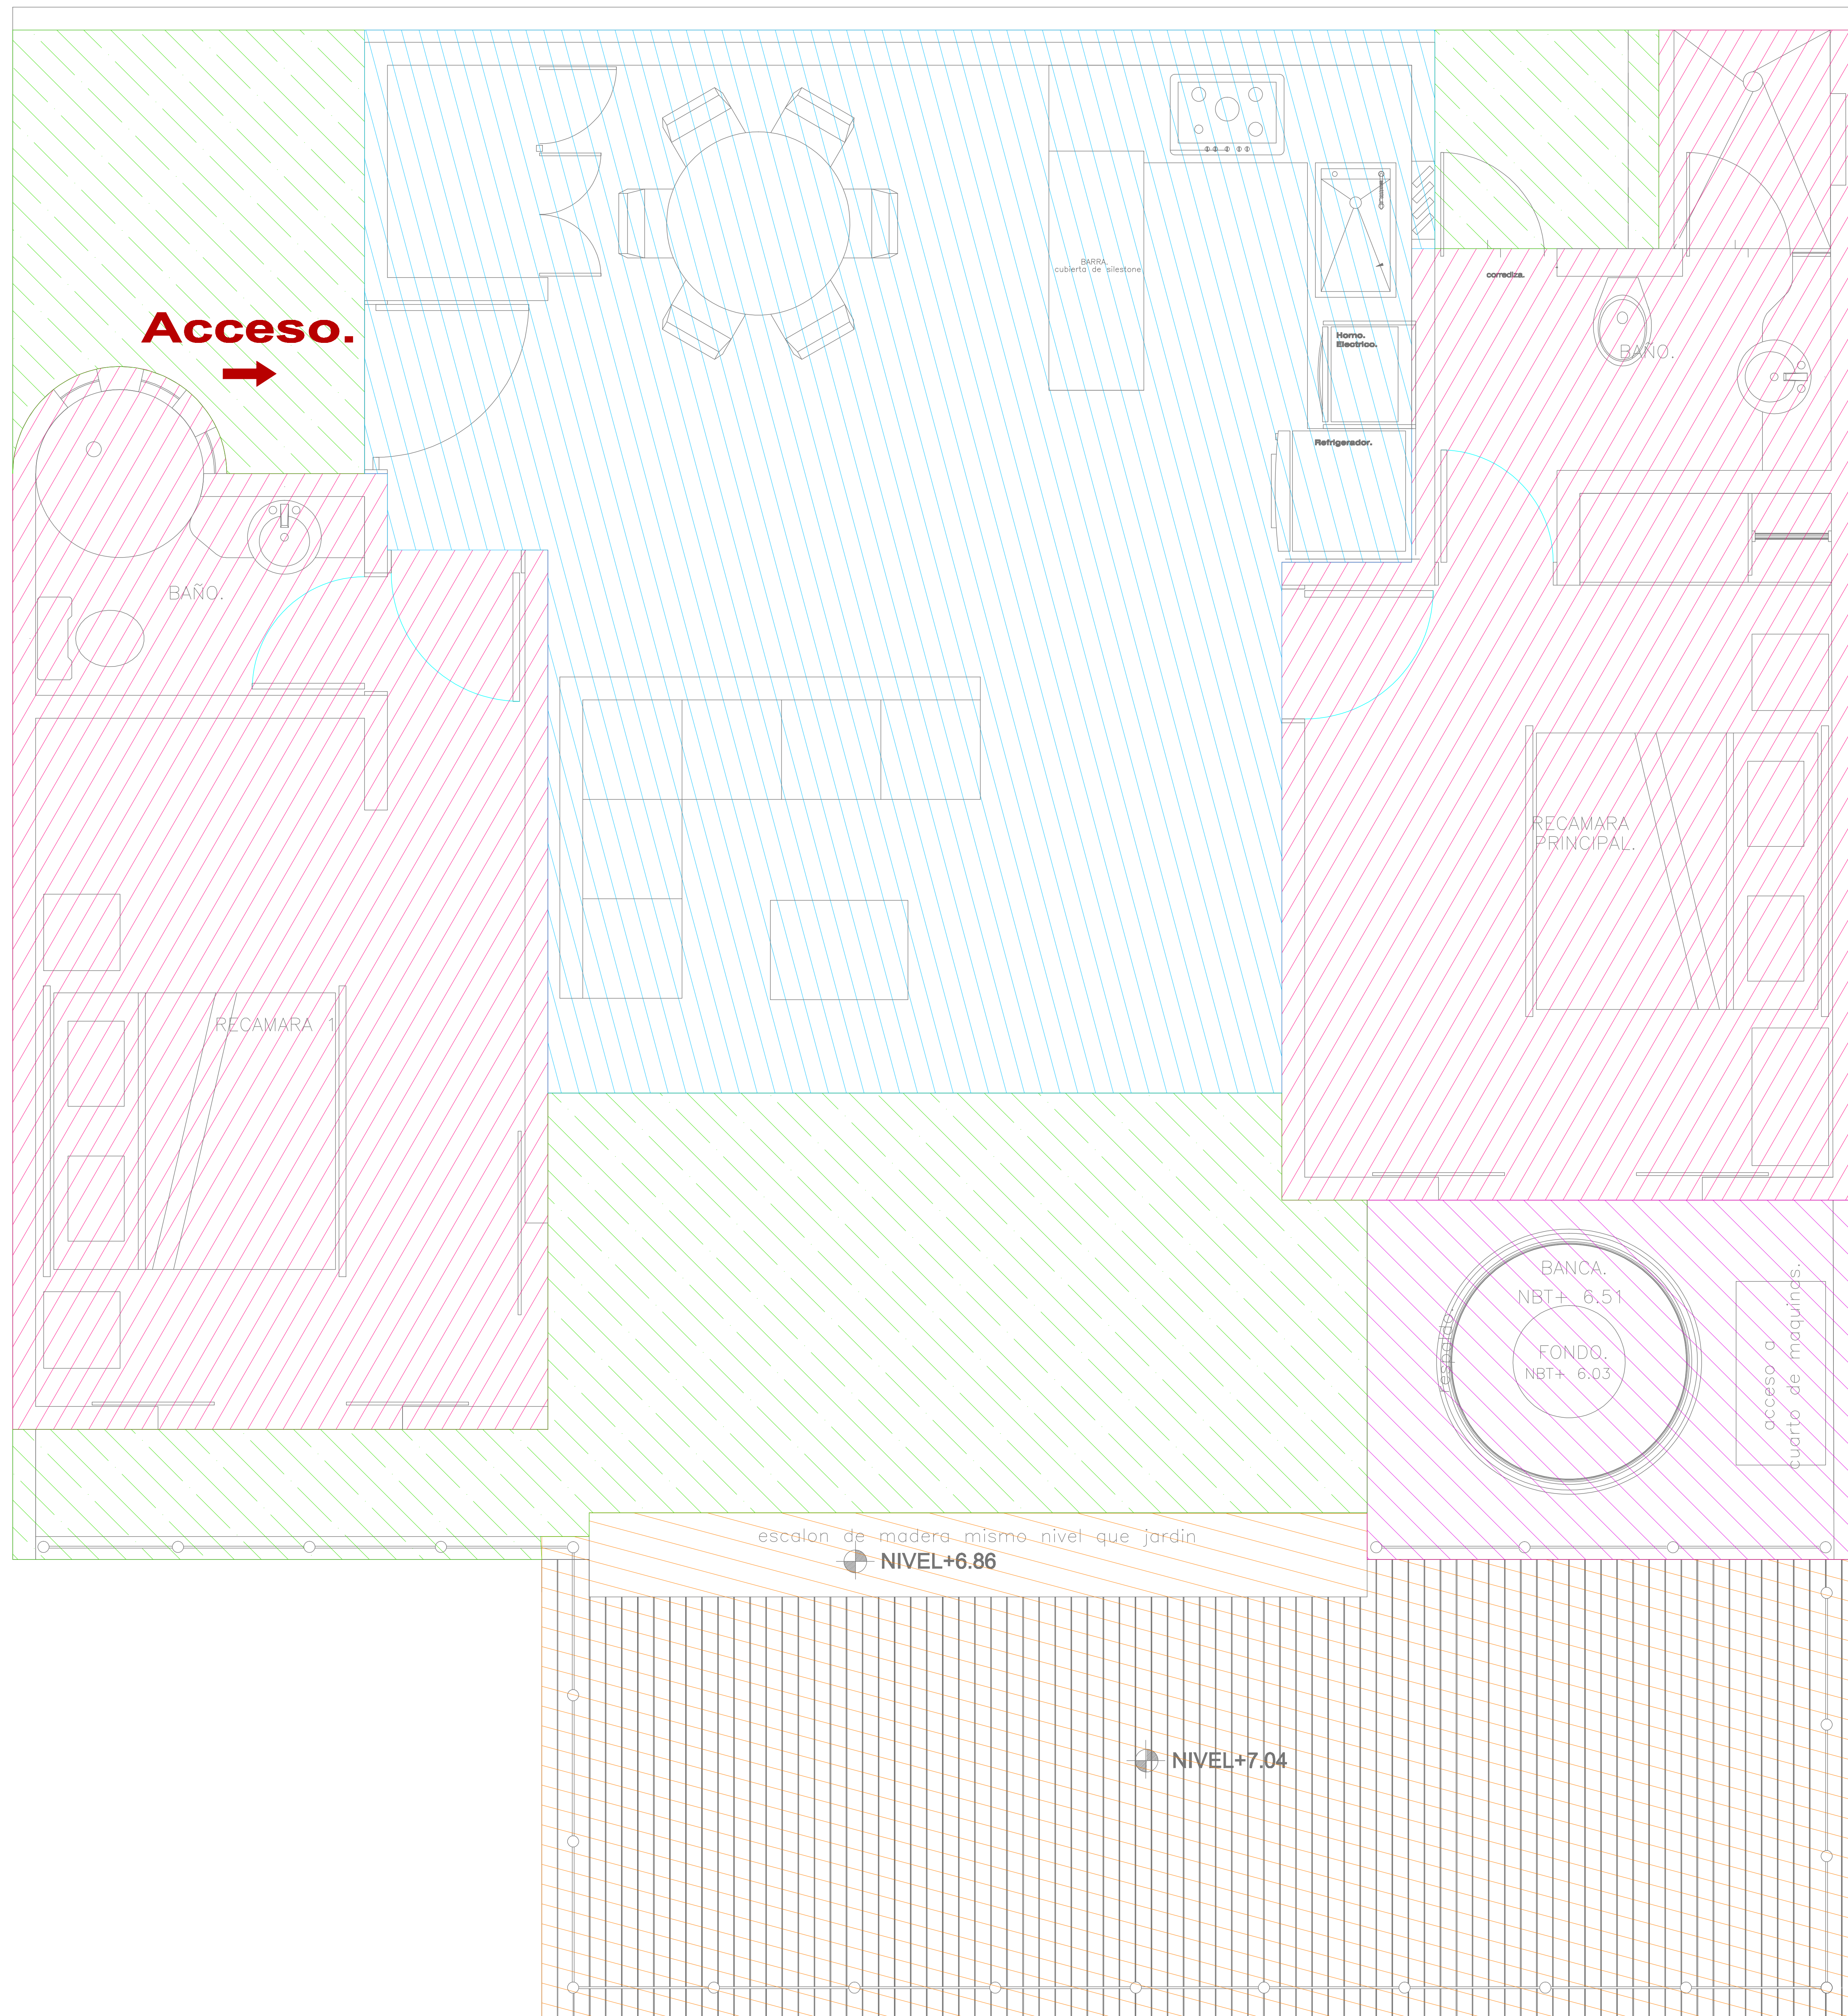 BARRA.
cubierta de silestone
corrediza.
Acceso.
Horno.
Electrico.
BAÑO.
Refrigerador.
BAÑO.
RECAMARA
PRINCIPAL.
RECAMARA 1
BANCA.
NBT+ 6.51
respaldo.
FONDO.
NBT+ 6.03
acceso a
cuarto de maquinas.
escalon de madera mismo nivel que jardin
NIVEL+6.86
NIVEL+7.04